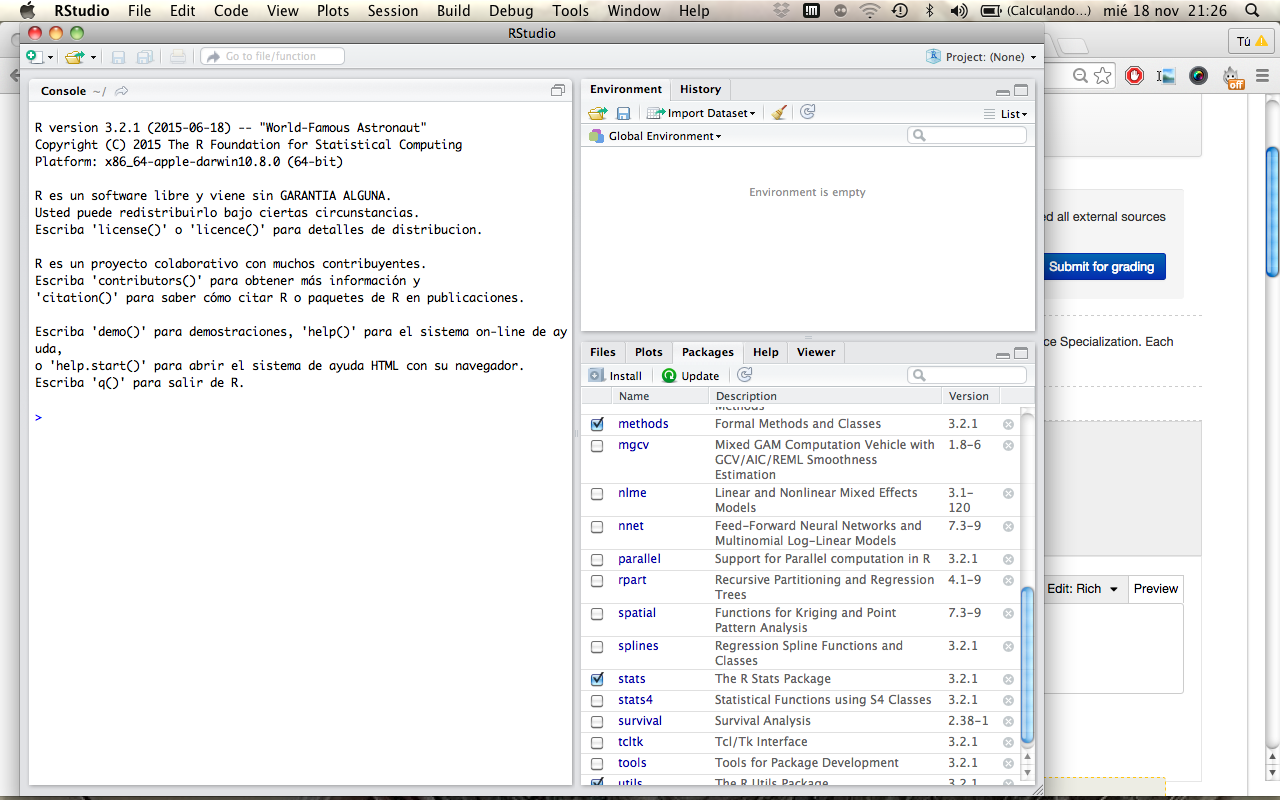 RStudio File Edit Code View Plots Session Build Debug Tools Window Help (Calculando...) mié 18 nov 21:26
RStudio
Tú
Go to file/function
Project: (None)
Console ~/
R version 3.2.1 (2015-06-18) -- "World-Famous Astronaut"
Copyright (C) 2015 The R Foundation for Statistical Computing
Platform: x86_64-apple-darwin10.8.0 (64-bit)
R es un software libre y viene sin GARANTIA ALGUNA.
Usted puede redistribuirlo bajo ciertas circunstancias.
Escriba 'license()' o 'licence()' para detalles de distribucion.
R es un proyecto colaborativo con muchos contribuyentes.
Escriba 'contributors()' para obtener más información y
'citation()' para saber cómo citar R o paquetes de R en publicaciones.
Escriba 'demo()' para demostraciones, 'help()' para el sistema on-line de ay
uda,
o 'help.start()' para abrir el sistema de ayuda HTML con su navegador.
Escriba 'q()' para salir de R.
>
Environment History
Import Dataset List
Global Environment
Environment is empty
Files Plots Packages Help Viewer
Install Update
Name Description Version
Methods
methods Formal Methods and Classes 3.2.1
mgcv Mixed GAM Computation Vehicle with 1.8-6
GCV/AIC/REML Smoothness
Estimation
nlme Linear and Nonlinear Mixed Effects 3.1-
Models 120
nnet Feed-Forward Neural Networks and 7.3-9
Multinomial Log-Linear Models
parallel Support for Parallel computation in R 3.2.1
rpart Recursive Partitioning and Regression 4.1-9
Trees
spatial Functions for Kriging and Point 7.3-9
Pattern Analysis
splines Regression Spline Functions and 3.2.1
Classes
stats The R Stats Package 3.2.1
stats4 Statistical Functions using S4 Classes 3.2.1
survival Survival Analysis 2.38-1
tcltk Tcl/Tk Interface 3.2.1
tools Tools for Package Development 3.2.1
utils The R Utils Package 3.2.1
off
ed all external sources
Submit for grading
ce Specialization. Each
Edit: Rich Preview